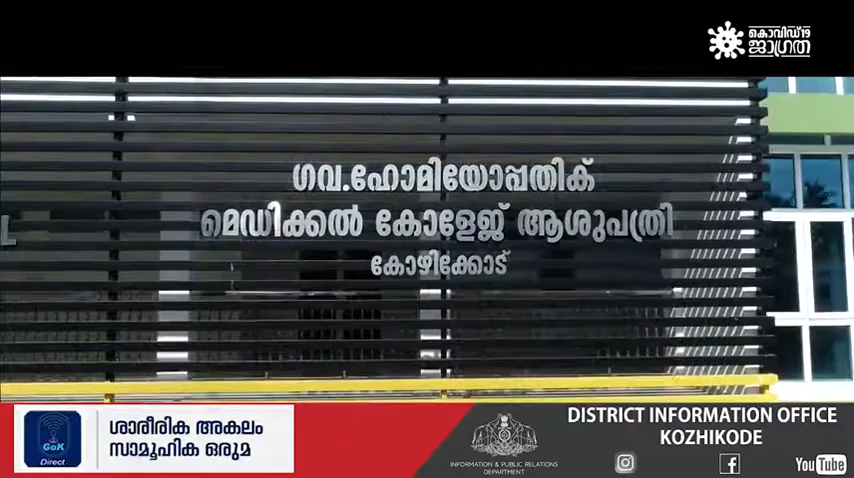 കൊവിഡ് 19
ജാഗ്രത
ഗവ.ഹോമിയോപ്പതിക്
മെഡിക്കൽ കോളേജ് ആശുപത്രി
കോഴിക്കോട്
L
GoK
Direct
ശാരീരിക അകലം
സാമൂഹിക ഒരുമ
INFORMATION & PUBLIC RELATIONS
DEPARTMENT
DISTRICT INFORMATION OFFICE
KOZHIKODE
YouTube